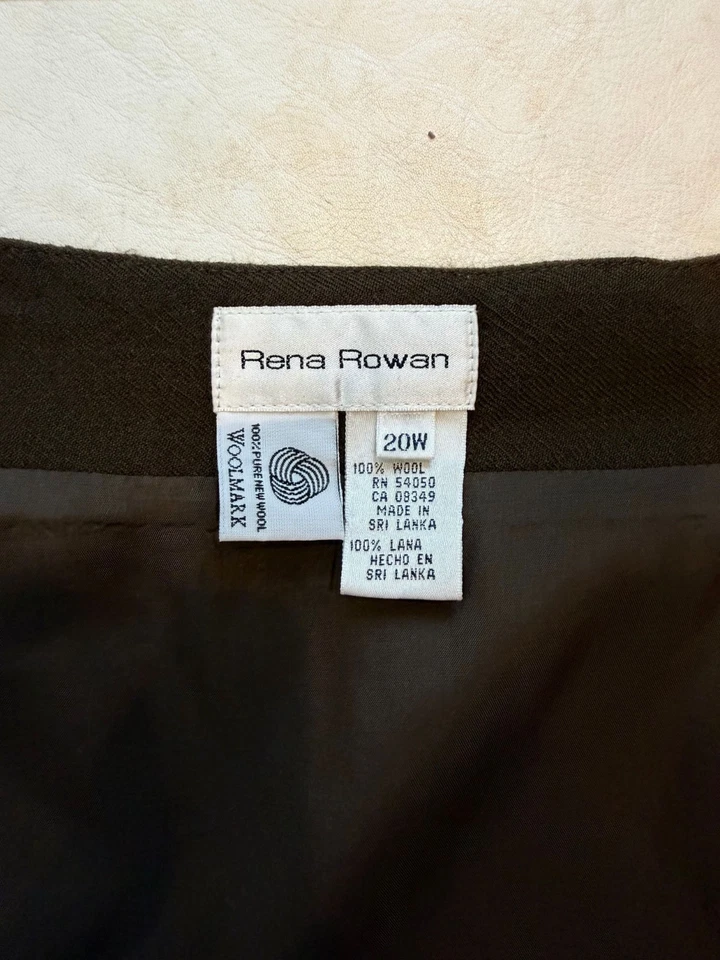 Rena Rowan
100% PURE NEW WOOL
WOOLMARK
20W
100% WOOL
RN 54050
CA 08349
MADE IN
SRI LANKA
100% LANA
HECHO EN
SRI LANKA